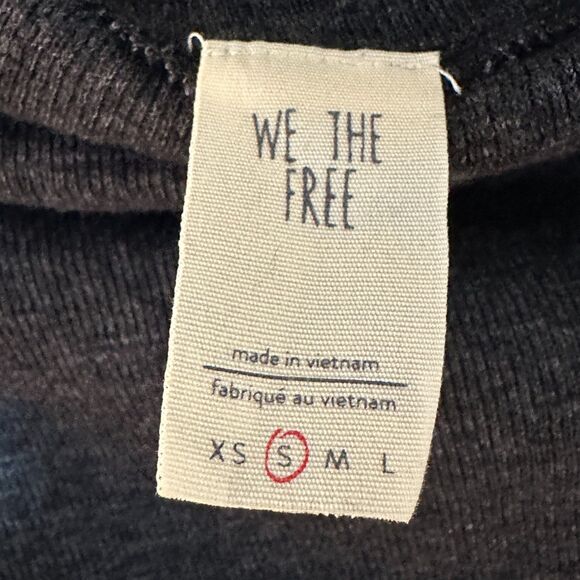 WE THE
FREE
made in vietnam
fabriqué au vietnam
XS S M L